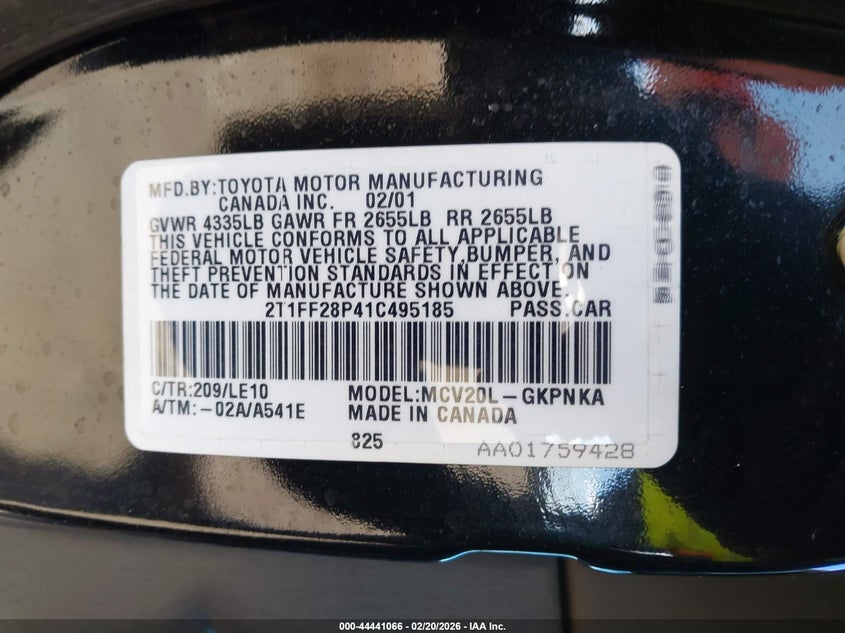 MFD.BY:TOYOTA MOTOR MANUFACTURING
CANADA INC. 02/01
GVWR 4335LB GAWR FR 2655LB RR 2655LB
THIS VEHICLE CONFORMS TO ALL APPLICABLE
FEDERAL MOTOR VEHICLE SAFETY,BUMPER, AND
THEFT PREVENTION STANDARDS IN EFFECT ON
THE DATE OF MANUFACTURE SHOWN ABOVE.
2T1FF28P41C495185 PASS.CAR
C/TR:209/LE10 MODEL:MCV20L-GKPNKA
A/TM:-02A/A541E MADE IN CANADA
825
AA01759428
000-44441066 - 02/20/2026 - IAA Inc.